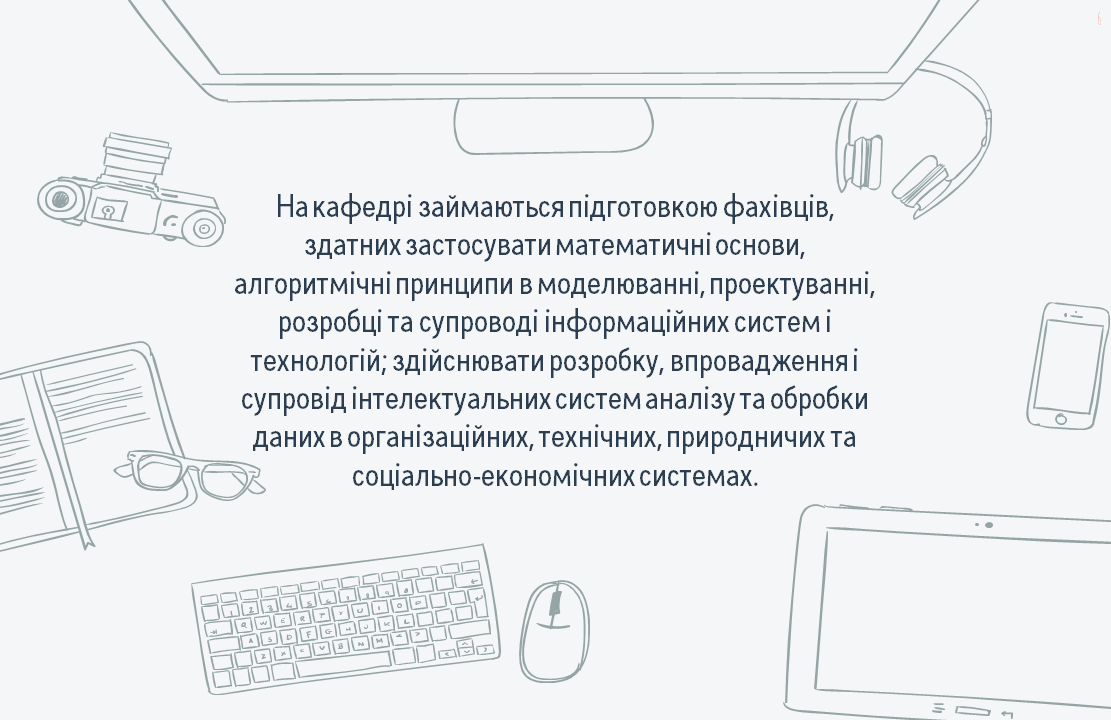 На кафедрі займаються підготовкою фахівців,
здатних застосувати математичні основи,
алгоритмічні принципи в моделюванні, проектуванні,
розробці та супроводі інформаційних систем і
технологій; здійснювати розробку, впровадження і
супровід інтелектуальних систем аналізу та обробки
даних в організаційних, технічних, природничих та
соціально-економічних системах.